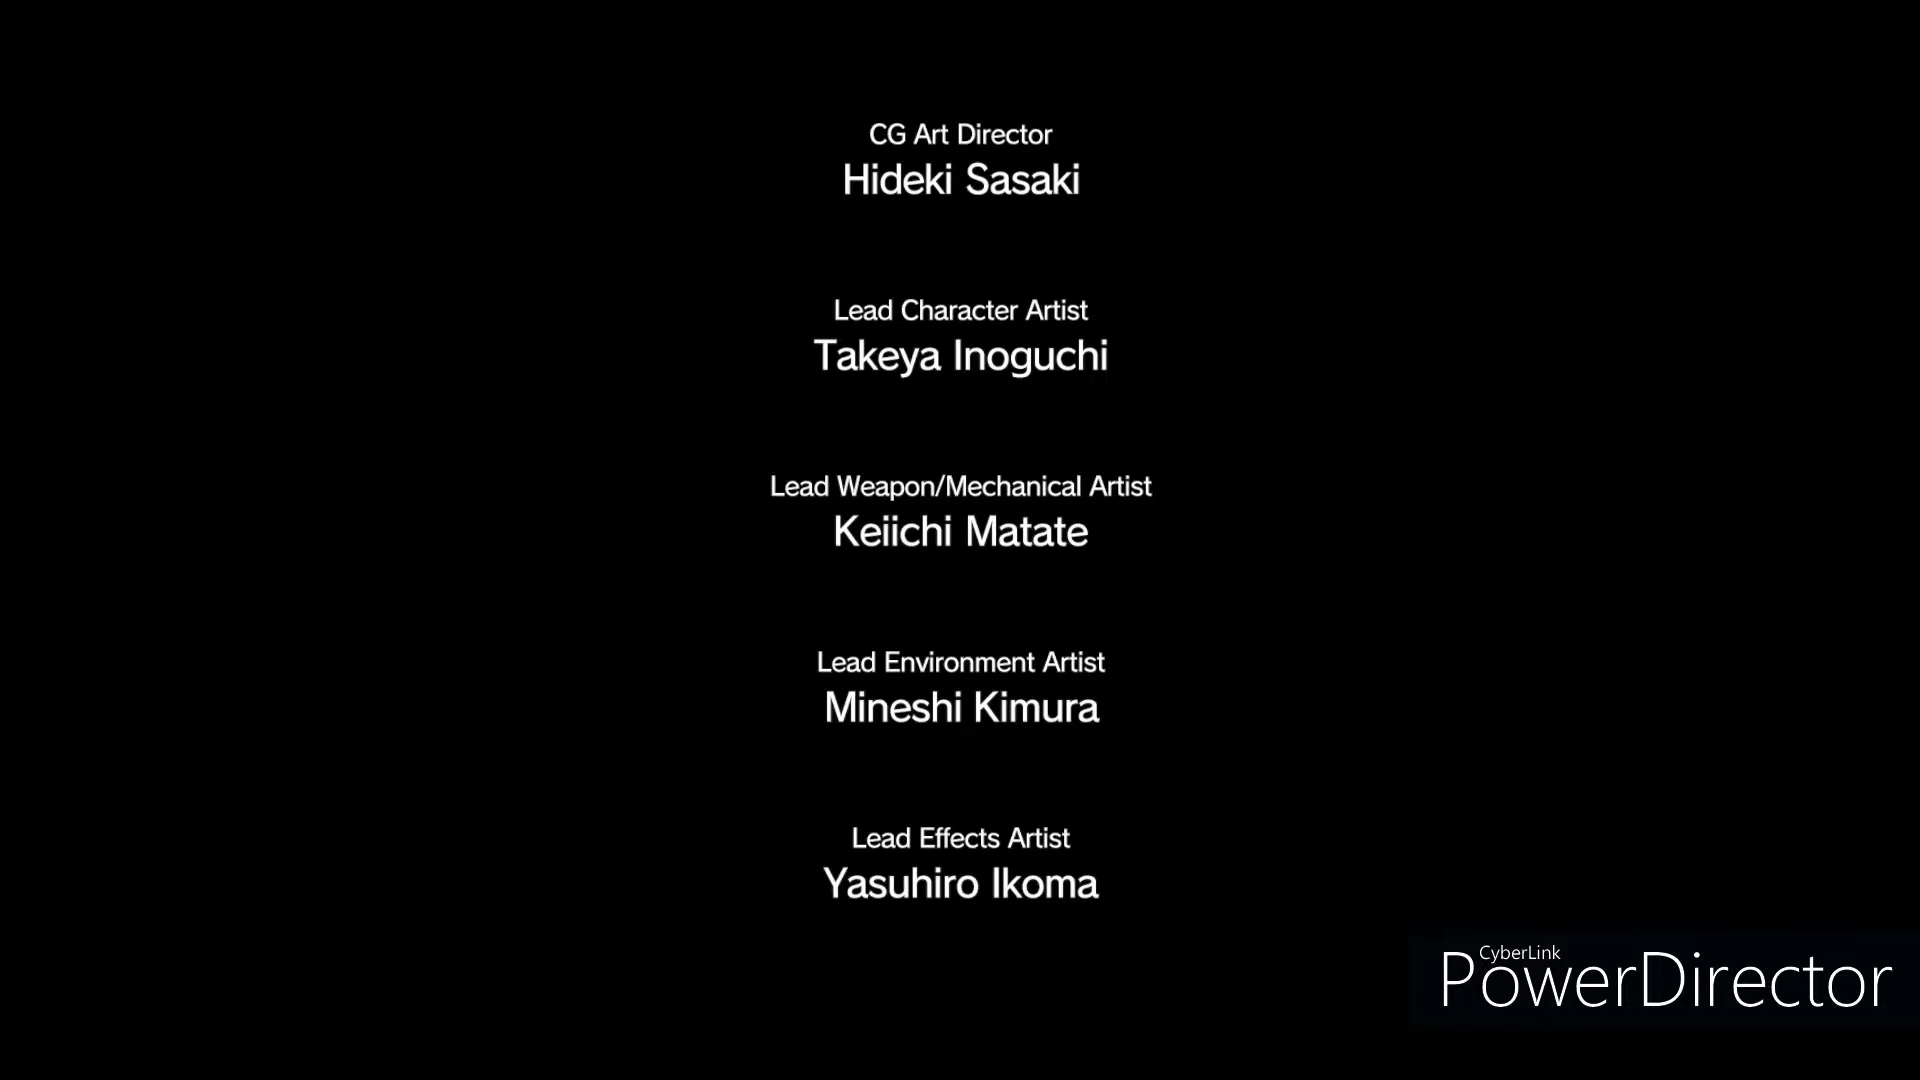 CG Art Director
Hideki Sasaki
Lead Character Artist
Takeya Inoguchi
Lead Weapon/Mechanical Artist
Keiichi Matate
Lead Environment Artist
Mineshi Kimura
Lead Effects Artist
Yasuhiro Ikoma
CyberLink
PowerDirector